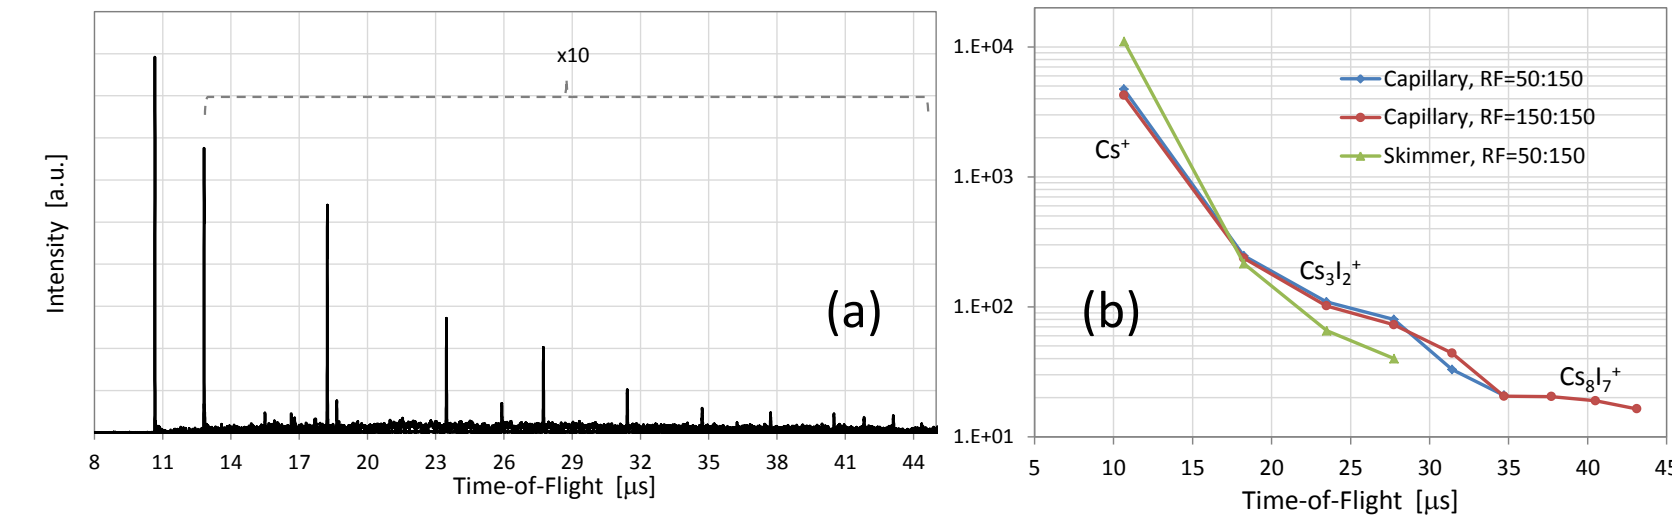 x10
Intensity [a.u.]
(a)
8 11 14 17 20 23 26 29 32 35 38 41 44
Time-of-Flight [μs]
1.E+04
1.E+03
1.E+02
1.E+01
Capillary, RF=50:150
Capillary, RF=150:150
Skimmer, RF=50:150
Cs⁺
Cs₃I₂⁺
(b)
Cs₈I₇⁺
5 10 15 20 25 30 35 40 45
Time-of-Flight [μs]